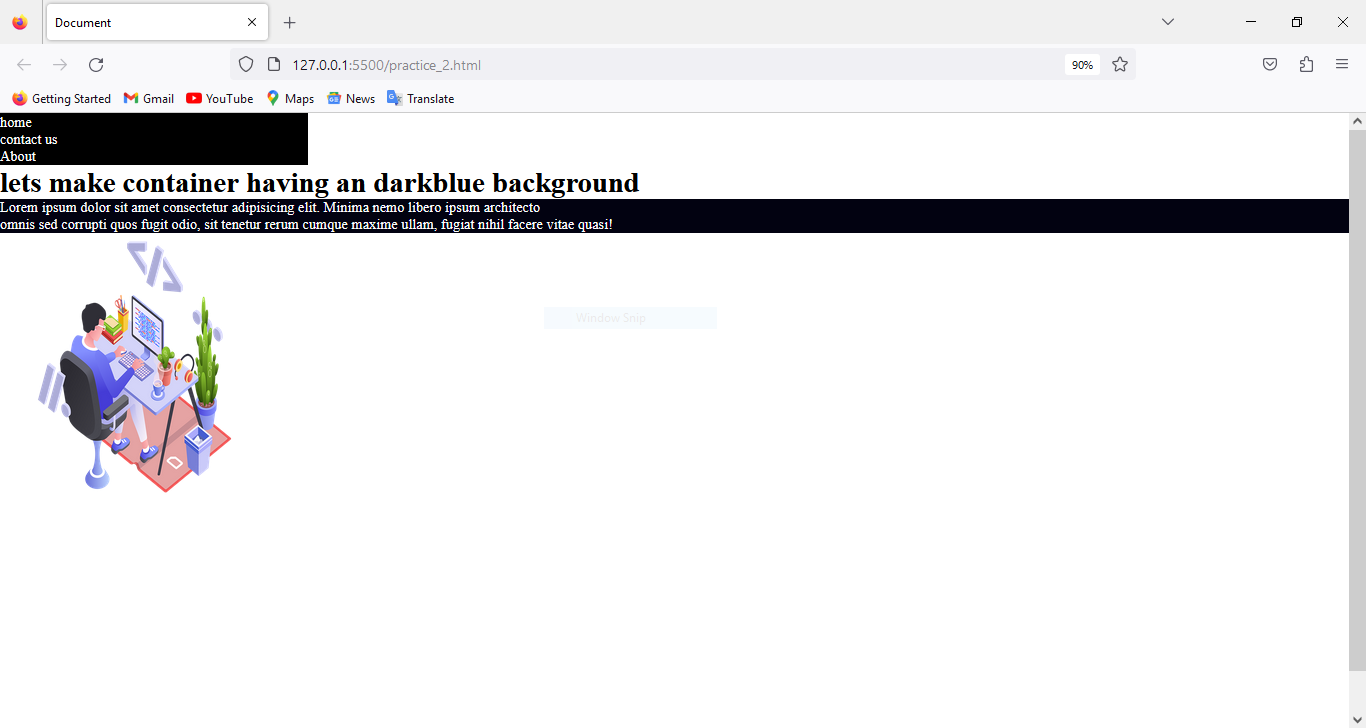 Document
127.0.0.1:5500/practice_2.html
90%
Getting Started
Gmail
YouTube
Maps
News
Translate
home
contact us
About
lets make container having an darkblue background
Lorem ipsum dolor sit amet consectetur adipisicing elit. Minima nemo libero ipsum architecto
omnis sed corrupti quos fugit odio, sit tenetur rerum cumque maxime ullam, fugiat nihil facere vitae quasi!
Window Snip